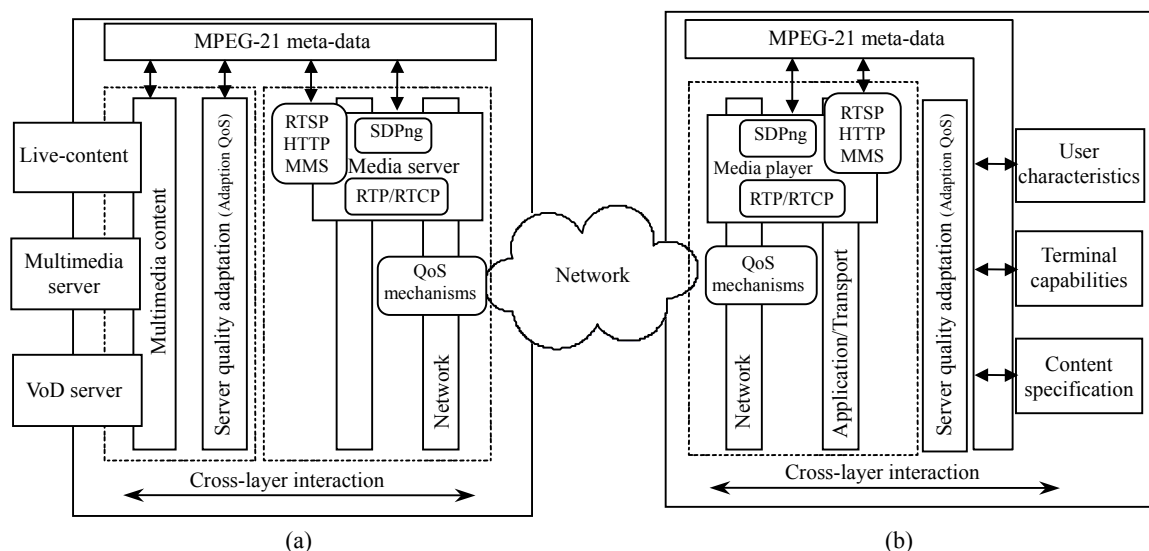 MPEG-21 meta-data
Live-content
Multimedia
server
VoD server
Multimedia content
Server quality adaptation (Adaption QoS)
RTSP
HTTP
MMS
SDPng
Media server
RTP/RTCP
QoS
mechanisms
Network
Cross-layer interaction
(a)
Network
MPEG-21 meta-data
SDPng
Media player
RTP/RTCP
RTSP
HTTP
MMS
QoS
mechanisms
Network
Application/Transport
Server quality adaptation (Adaption QoS)
User
characteristics
Terminal
capabilities
Content
specification
Cross-layer interaction
(b)